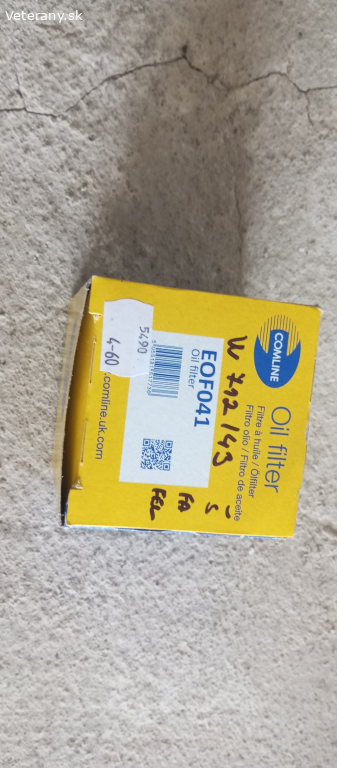 Veterany.sk
COMLINE
Oil filter
Filtre à huile / Ölfilter
Filtro olio / Filtro de aceite
W 712/43
Š
FA
EOF041
Oil filter
5490
4-60
.comline.uk.com